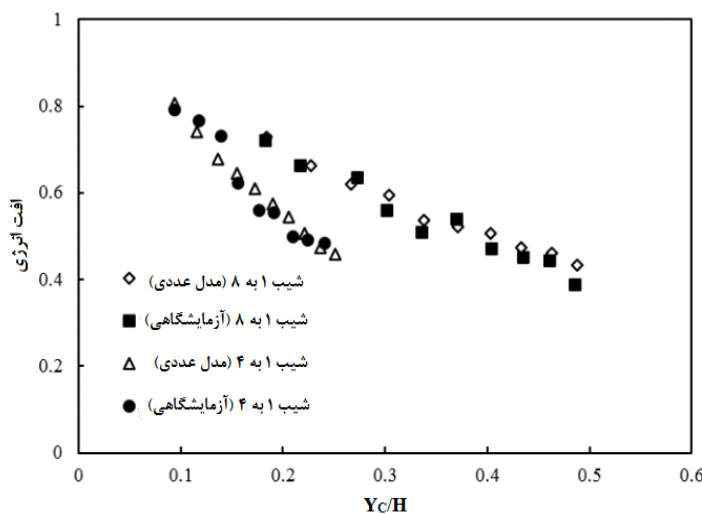 1
0.8
0.6
0.4
0.2
0
افت انرژی
شیب ۱ به ۸ (مدل عددی)
شیب ۱ به ۸ (آزمایشگاهی)
شیب ۱ به ۴ (مدل عددی)
شیب ۱ به ۴ (آزمایشگاهی)
0 0.1 0.2 0.3 0.4 0.5 0.6
YC/H